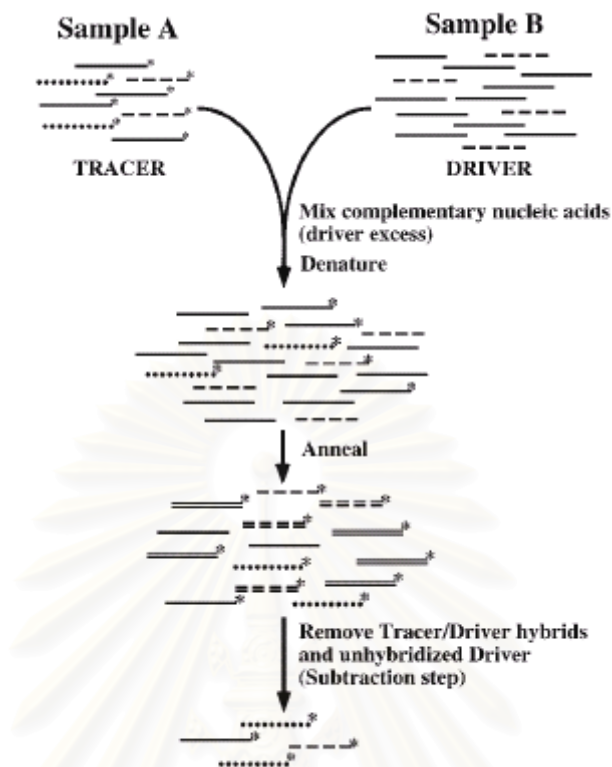 Sample A
Sample B
TRACER
DRIVER
Mix complementary nucleic acids
(driver excess)
Denature
Anneal
Remove Tracer/Driver hybrids
and unhybridized Driver
(Subtraction step)